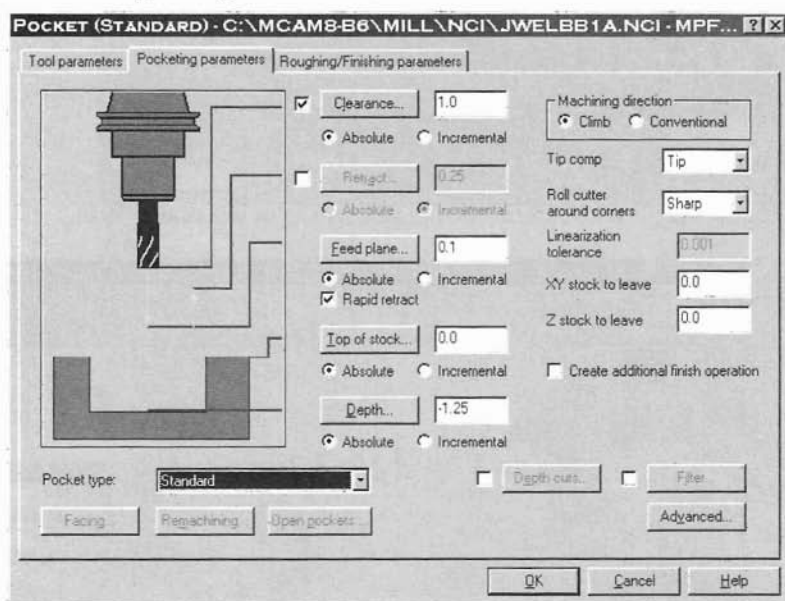 POCKET (STANDARD) - C:\MCAM8-B6\MILL\NCI\JWELBB1A.NCI - MPF...
Tool parameters Pocketing parameters Roughing/Finishing parameters
Clearance... 1.0
Absolute Incremental
Retract... 0.25
Absolute Incremental
Feed plane... 0.1
Absolute Incremental
Rapid retract
Top of stock... 0.0
Absolute Incremental
Depth... -1.25
Absolute Incremental
Machining direction
Climb Conventional
Tip comp Tip
Roll cutter around corners Sharp
Linearization tolerance 0.001
XY stock to leave 0.0
Z stock to leave 0.0
Create additional finish operation
Pocket type: Standard
Depth cuts... Filter...
Facing... Remachining Open pockets...
Advanced...
OK Cancel Help